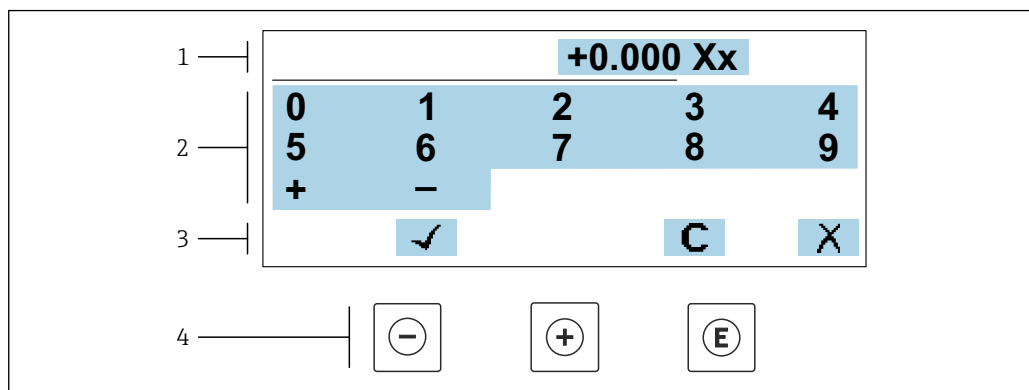 1 +0.000 Xx
0 1 2 3 4
2 5 6 7 8 9
+ −
3 ✓ C X
4 − + E